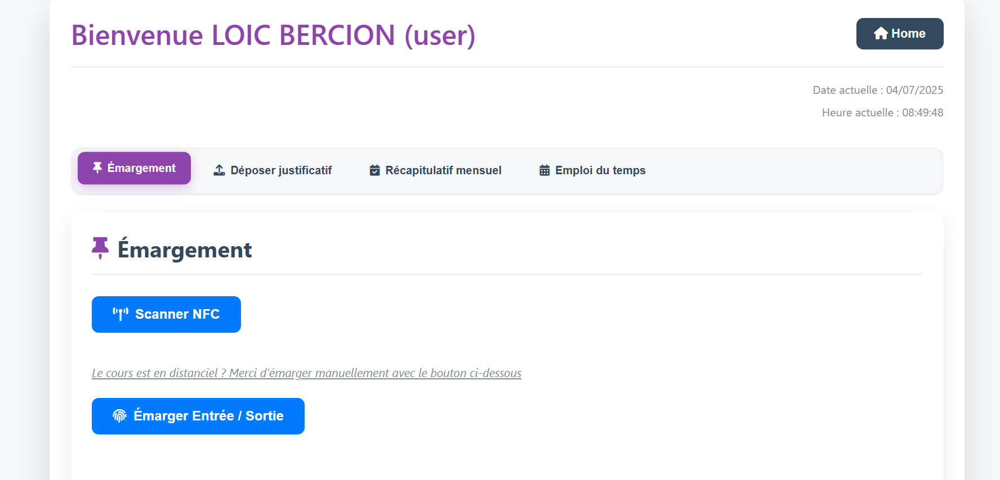 Bienvenue LOIC BERCION (user)
Home
Date actuelle : 04/07/2025
Heure actuelle : 08:49:48
Émargement
Déposer justificatif
Récapitulatif mensuel
Emploi du temps
Émargement
Scanner NFC
Le cours est en distanciel ? Merci d'émarger manuellement avec le bouton ci-dessous
Émarger Entrée / Sortie